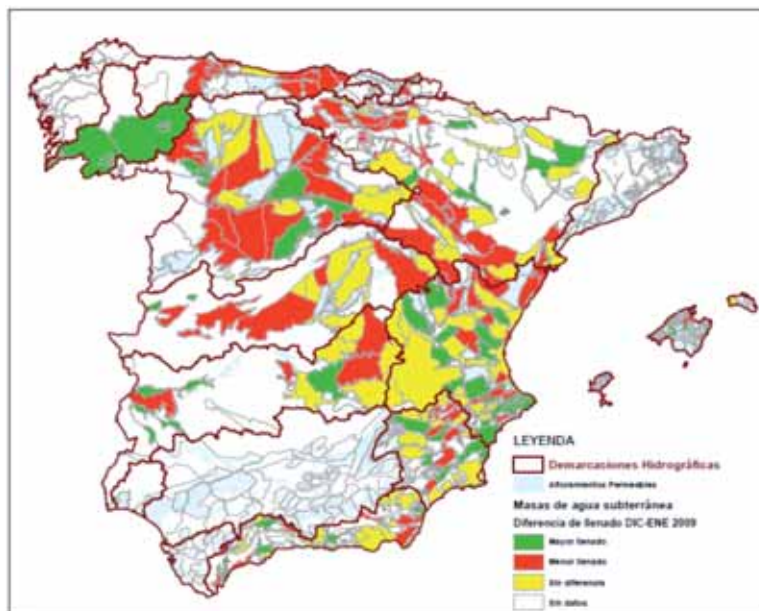 LEYENDA
Demarcaciones Hidrográficas
Afloramientos Permeables
Masas de agua subterránea
Diferencia de llenado DIC-ENE 2009
Mayor llenado
Menor llenado
Sin diferencia
Sin datos